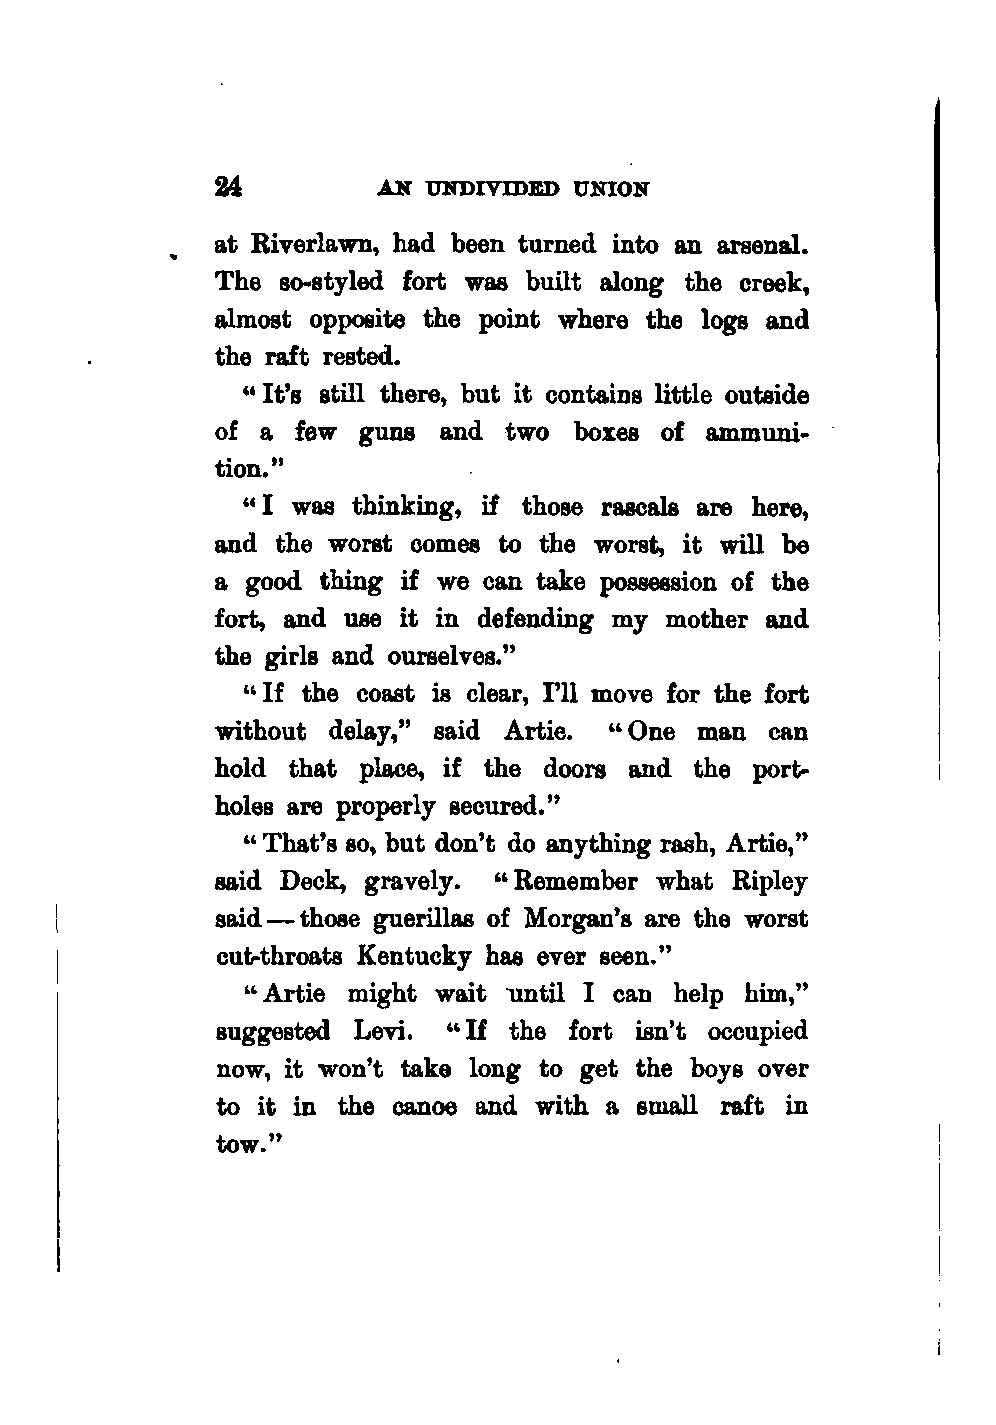 24 AN UNDIVIDED UNION
at Riverlawn, had been turned into an arsenal.
The so-styled fort was built along the creek,
almost opposite the point where the logs and
the raft rested.
“It’s still there, but it contains little outside
of a few guns and two boxes of ammuni-
tion.”
“I was thinking, if those rascals are here,
and the worst comes to the worst, it will be
a good thing if we can take possession of the
fort, and use it in defending my mother and
the girls and ourselves.”
“If the coast is clear, I’ll move for the fort
without delay,” said Artie. “One man can
hold that place, if the doors and the port-
holes are properly secured.”
“That’s so, but don’t do anything rash, Artie,”
said Deck, gravely. “Remember what Ripley
said — those guerillas of Morgan’s are the worst
cut-throats Kentucky has ever seen.”
“Artie might wait until I can help him,”
suggested Levi. “If the fort isn’t occupied
now, it won’t take long to get the boys over
to it in the canoe and with a small raft in
tow.”